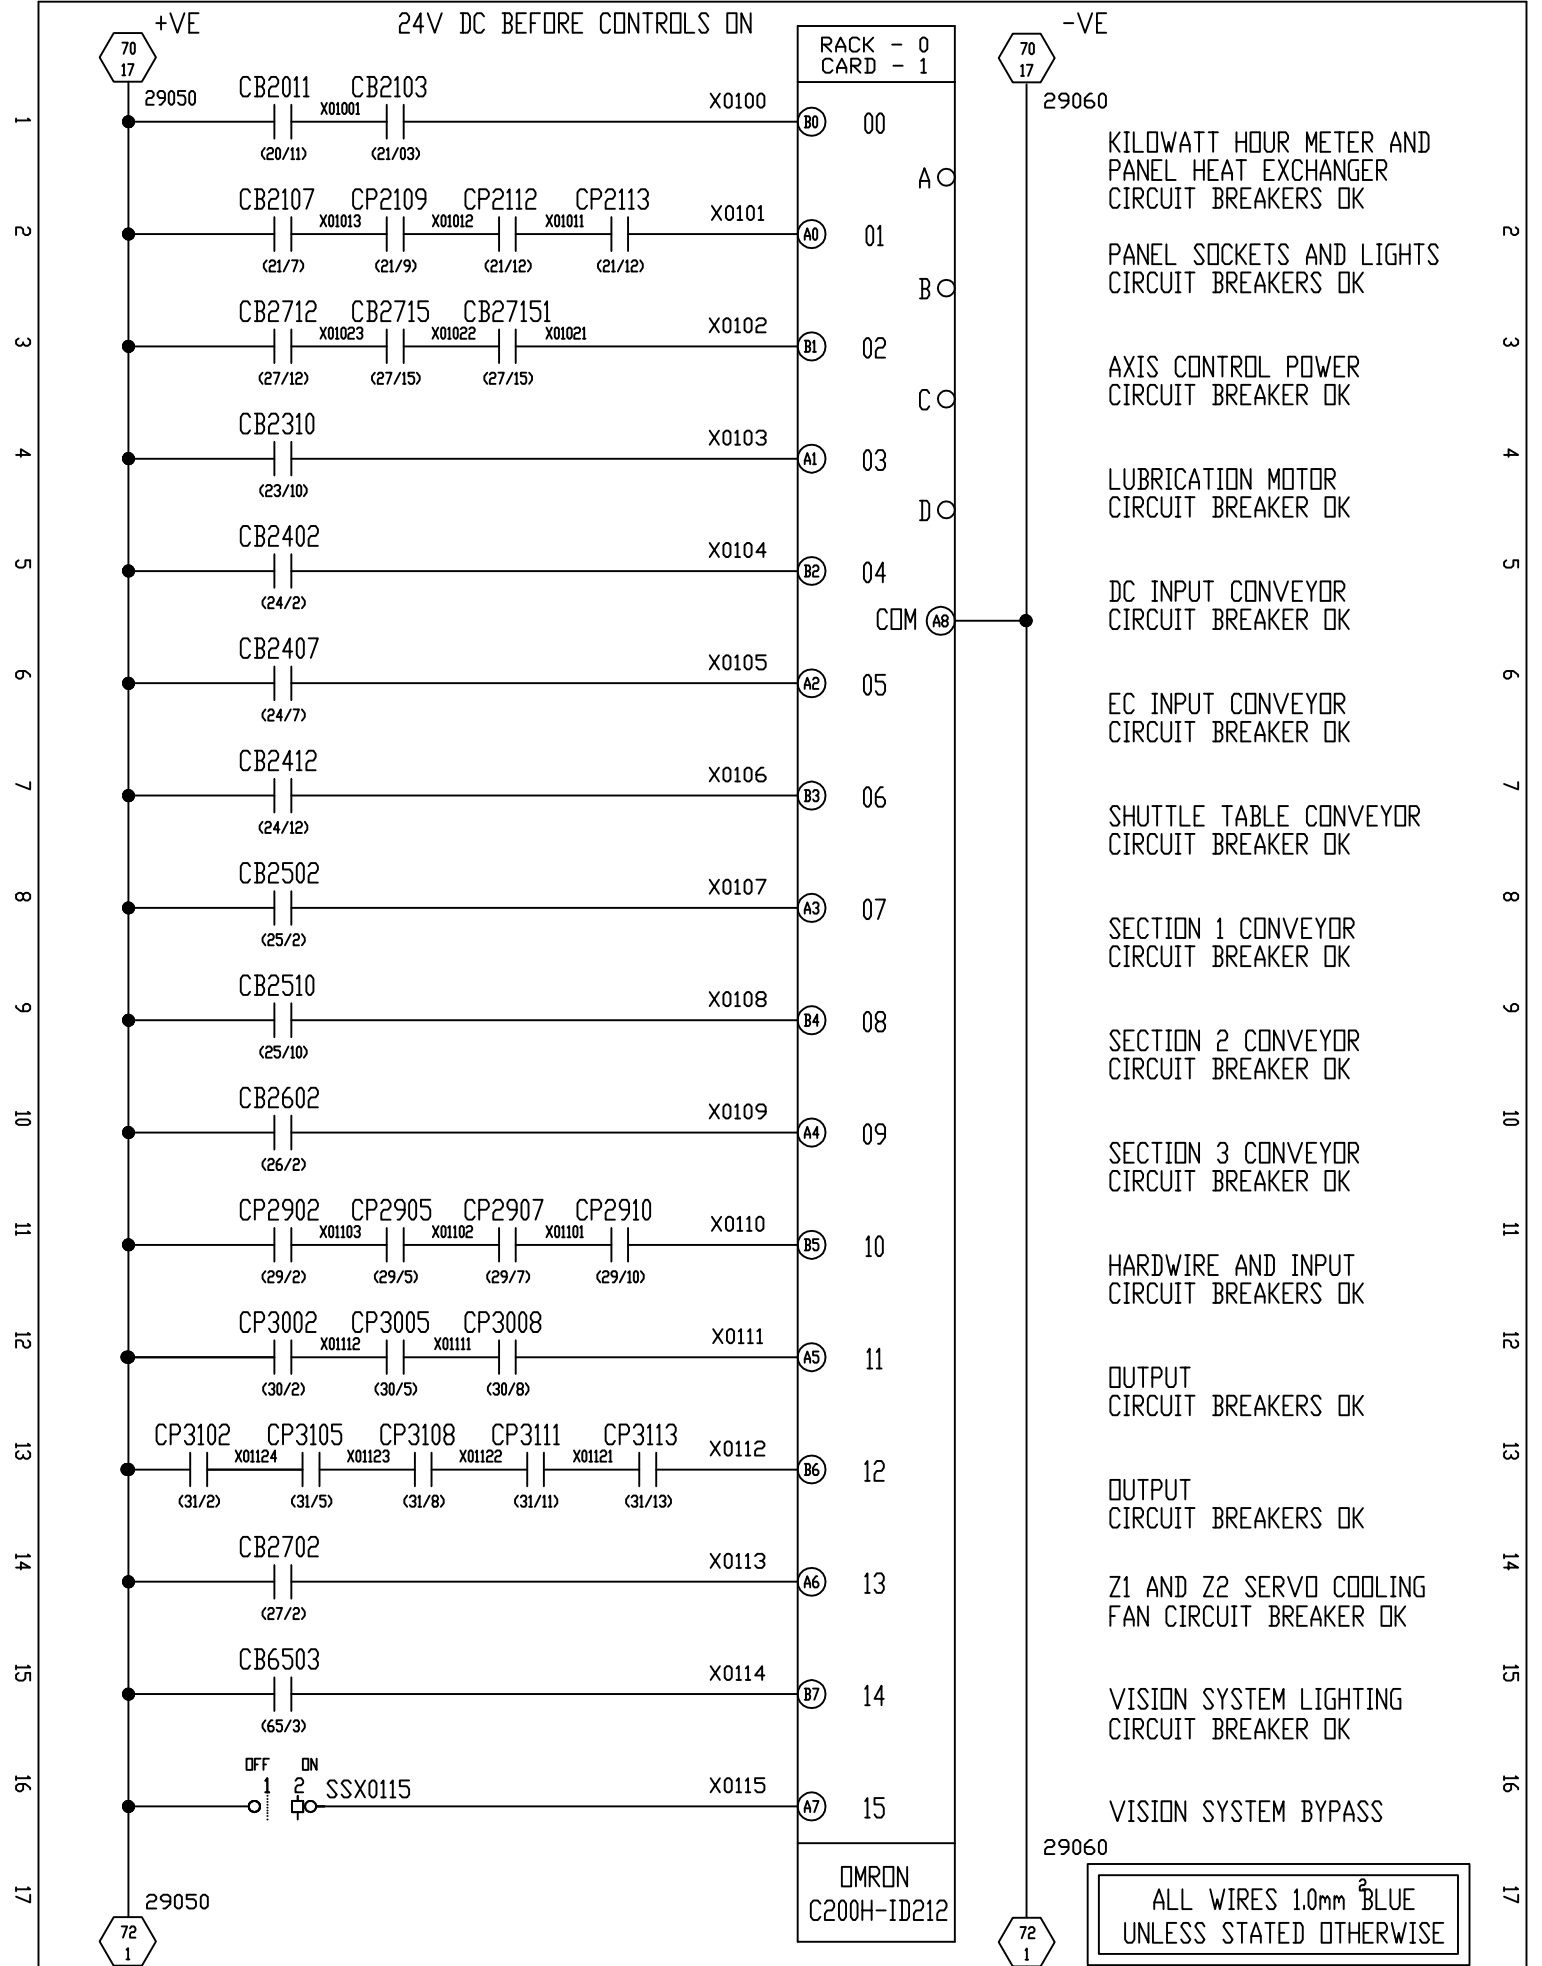 +VE 24V DC BEFORE CONTROLS ON -VE
70
17
RACK - 0
CARD - 1
70
17
29050
29060
1
CB2011 X01001 CB2103 X0100 B0 00
(20/11) (21/03)
KILOWATT HOUR METER AND
PANEL HEAT EXCHANGER
CIRCUIT BREAKERS OK
A
2
CB2107 X01013 CP2109 X01012 CP2112 X01011 CP2113 X0101 A0 01
(21/7) (21/9) (21/12) (21/12)
PANEL SOCKETS AND LIGHTS
CIRCUIT BREAKERS OK
2
B
3
CB2712 X01023 CB2715 X01022 CB27151 X01021 X0102 B1 02
(27/12) (27/15) (27/15)
AXIS CONTROL POWER
CIRCUIT BREAKER OK
3
C
4
CB2310 X0103 A1 03
(23/10)
LUBRICATION MOTOR
CIRCUIT BREAKER OK
4
D
5
CB2402 X0104 B2 04
(24/2)
DC INPUT CONVEYOR
CIRCUIT BREAKER OK
5
COM A8
6
CB2407 X0105 A2 05
(24/7)
EC INPUT CONVEYOR
CIRCUIT BREAKER OK
6
7
CB2412 X0106 B3 06
(24/12)
SHUTTLE TABLE CONVEYOR
CIRCUIT BREAKER OK
7
8
CB2502 X0107 A3 07
(25/2)
SECTION 1 CONVEYOR
CIRCUIT BREAKER OK
8
9
CB2510 X0108 B4 08
(25/10)
SECTION 2 CONVEYOR
CIRCUIT BREAKER OK
9
10
CB2602 X0109 A4 09
(26/2)
SECTION 3 CONVEYOR
CIRCUIT BREAKER OK
10
11
CP2902 X01103 CP2905 X01102 CP2907 X01101 CP2910 X0110 B5 10
(29/2) (29/5) (29/7) (29/10)
HARDWIRE AND INPUT
CIRCUIT BREAKERS OK
11
12
CP3002 X01112 CP3005 X01111 CP3008 X0111 A5 11
(30/2) (30/5) (30/8)
OUTPUT
CIRCUIT BREAKERS OK
12
13
CP3102 X01124 CP3105 X01123 CP3108 X01122 CP3111 X01121 CP3113 X0112 B6 12
(31/2) (31/5) (31/8) (31/11) (31/13)
OUTPUT
CIRCUIT BREAKERS OK
13
14
CB2702 X0113 A6 13
(27/2)
Z1 AND Z2 SERVO COOLING
FAN CIRCUIT BREAKER OK
14
15
CB6503 X0114 B7 14
(65/3)
VISION SYSTEM LIGHTING
CIRCUIT BREAKER OK
15
16
OFF ON
1 2 SSX0115 X0115 A7 15
VISION SYSTEM BYPASS
16
29060
17
29050
OMRON
C200H-ID212
ALL WIRES 1.0mm² BLUE
UNLESS STATED OTHERWISE
17
72
1
72
1